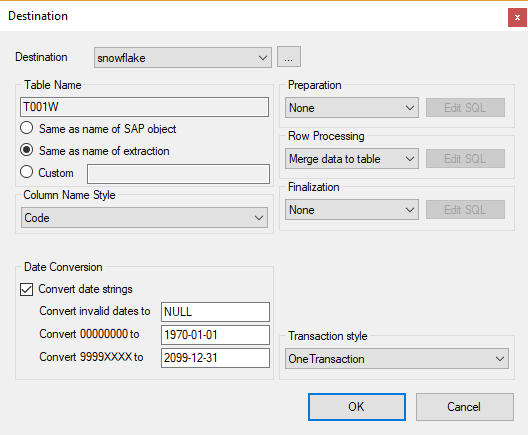 Destination
x
Destination
snowflake
...
Table Name
T001W
Same as name of SAP object
Same as name of extraction
Custom
Column Name Style
Code
Preparation
None
Edit SQL
Row Processing
Merge data to table
Edit SQL
Finalization
None
Edit SQL
Date Conversion
Convert date strings
Convert invalid dates to NULL
Convert 00000000 to 1970-01-01
Convert 9999XXXX to 2099-12-31
Transaction style
OneTransaction
OK
Cancel